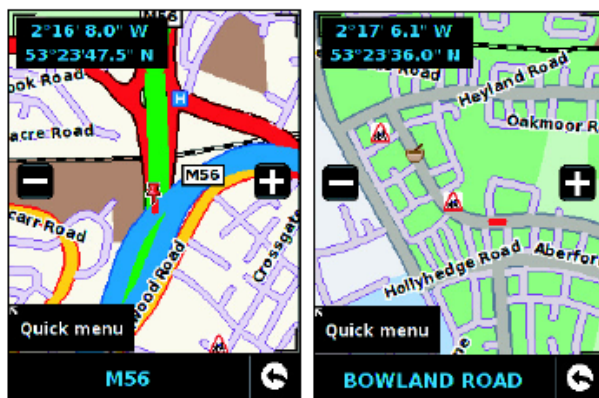 M56
2°16' 8.0" W
53°23'47.5" N
ook Road
H
acre Road
M56
carr Road
Crossgate
wood Road
Quick menu
M56
2°17' 6.1" W
53°23'36.0" N
Road
Heyland Road
Oakmoor R
Hollyhedge Road
Aberfor
Quick menu
ne
BOWLAND ROAD